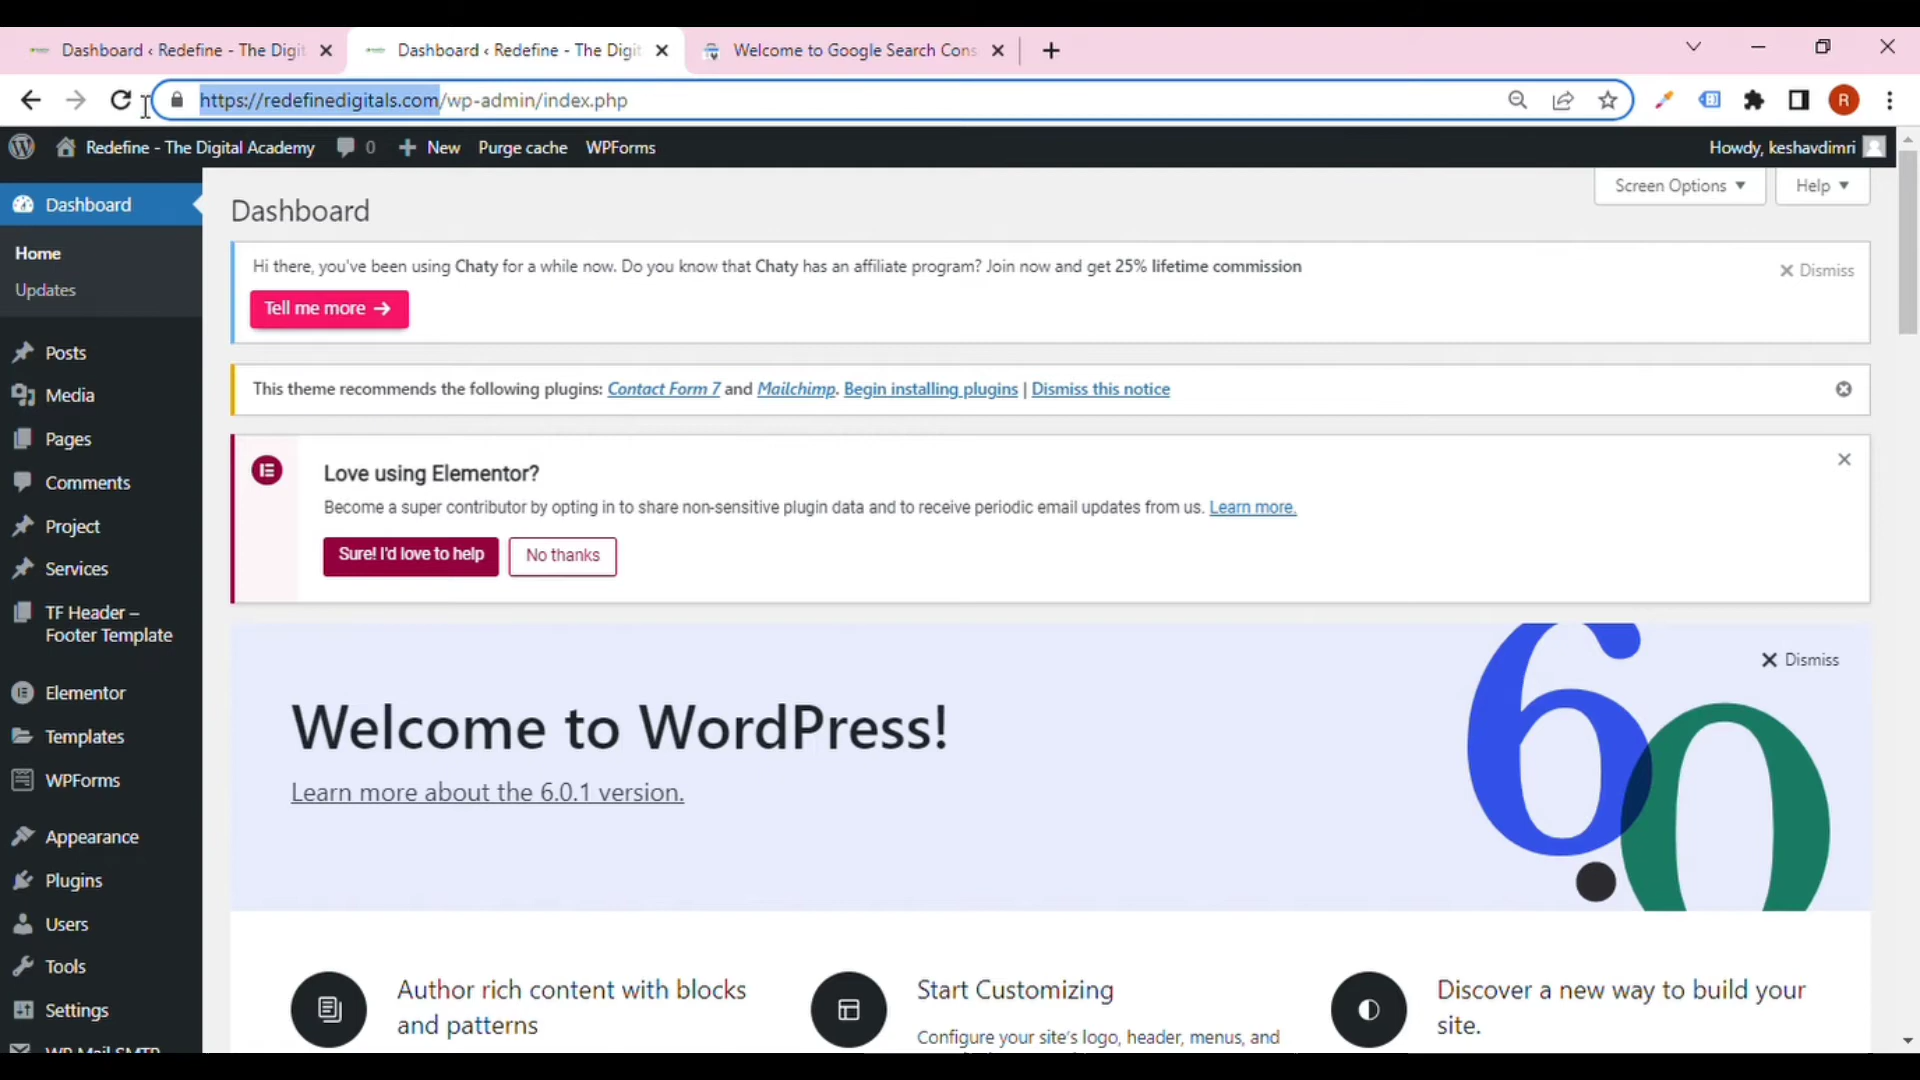 Dashboard ‹ Redefine - The Digit
Dashboard ‹ Redefine - The Digit
Welcome to Google Search Cons
https://redefinedigitals.com/wp-admin/index.php
R
Redefine - The Digital Academy
0
New
Purge cache
WPForms
Howdy, keshavdimri
Screen Options
Help
Dashboard
Home
Updates
Posts
Media
Pages
Comments
Project
Services
TF Header –
Footer Template
Elementor
Templates
WPForms
Appearance
Plugins
Users
Tools
Settings
WP Mail SMTP
Dashboard
Hi there, you've been using Chaty for a while now. Do you know that Chaty has an affiliate program? Join now and get 25% lifetime commission
Dismiss
Tell me more →
This theme recommends the following plugins: Contact Form 7 and Mailchimp. Begin installing plugins | Dismiss this notice
Love using Elementor?
Become a super contributor by opting in to share non-sensitive plugin data and to receive periodic email updates from us. Learn more.
Sure! I'd love to help
No thanks
6.0
Dismiss
Welcome to WordPress!
Learn more about the 6.0.1 version.
Author rich content with blocks
and patterns
Start Customizing
Configure your site's logo, header, menus, and
Discover a new way to build your
site.